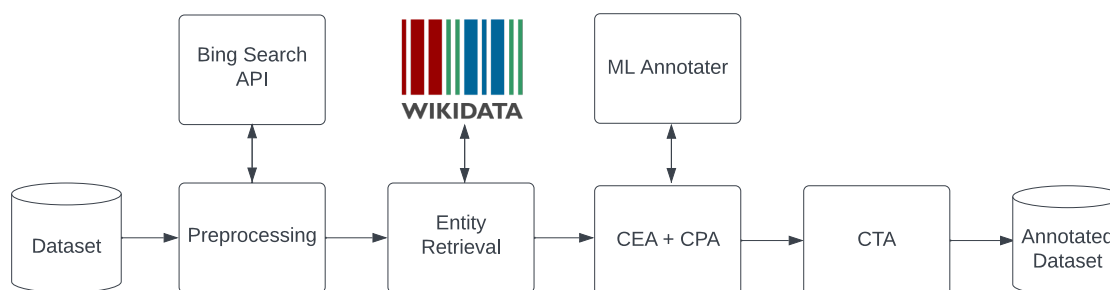 Bing Search
API
WIKIDATA
ML Annotater
Dataset
Preprocessing
Entity
Retrieval
CEA + CPA
CTA
Annotated
Dataset